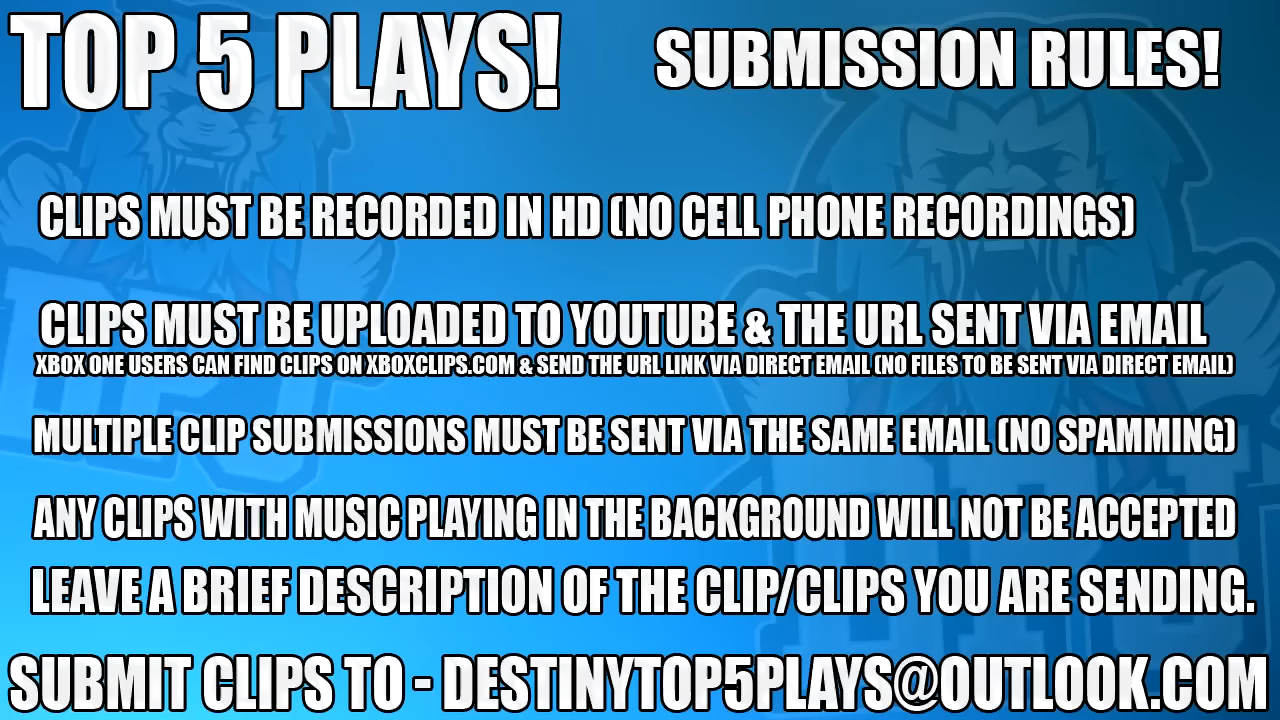 TOP 5 PLAYS!
SUBMISSION RULES!
CLIPS MUST BE RECORDED IN HD (NO CELL PHONE RECORDINGS)
CLIPS MUST BE UPLOADED TO YOUTUBE & THE URL SENT VIA EMAIL
XBOX ONE USERS CAN FIND CLIPS ON XBOXCLIPS.COM & SEND THE URL LINK VIA DIRECT EMAIL (NO FILES TO BE SENT VIA DIRECT EMAIL)
MULTIPLE CLIP SUBMISSIONS MUST BE SENT VIA THE SAME EMAIL (NO SPAMMING)
ANY CLIPS WITH MUSIC PLAYING IN THE BACKGROUND WILL NOT BE ACCEPTED
LEAVE A BRIEF DESCRIPTION OF THE CLIP/CLIPS YOU ARE SENDING.
SUBMIT CLIPS TO - DESTINYTOP5PLAYS@OUTLOOK.COM